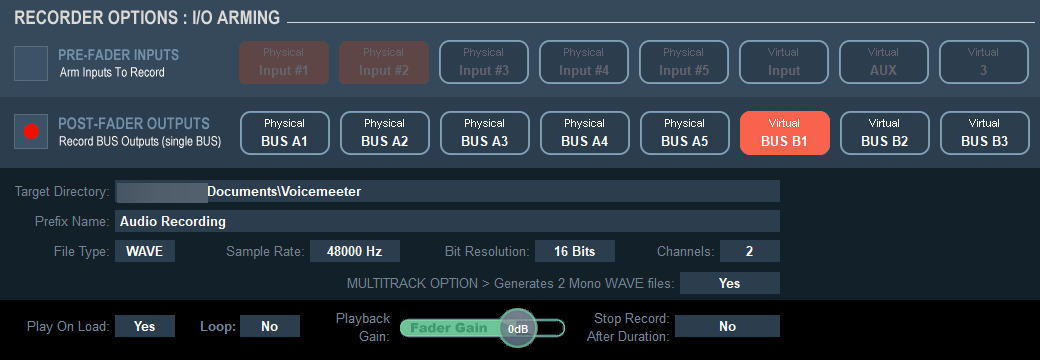 RECORDER OPTIONS : I/O ARMING
PRE-FADER INPUTS
Arm Inputs To Record
Physical Input #1
Physical Input #2
Physical Input #3
Physical Input #4
Physical Input #5
Virtual Input
Virtual AUX
Virtual 3
POST-FADER OUTPUTS
Record BUS Outputs (single BUS)
Physical BUS A1
Physical BUS A2
Physical BUS A3
Physical BUS A4
Physical BUS A5
Virtual BUS B1
Virtual BUS B2
Virtual BUS B3
Target Directory: Documents\Voicemeeter
Prefix Name: Audio Recording
File Type: WAVE Sample Rate: 48000 Hz Bit Resolution: 16 Bits Channels: 2
MULTITRACK OPTION > Generates 2 Mono WAVE files: Yes
Play On Load: Yes Loop: No
Playback Gain: Fader Gain 0dB
Stop Record: After Duration: No